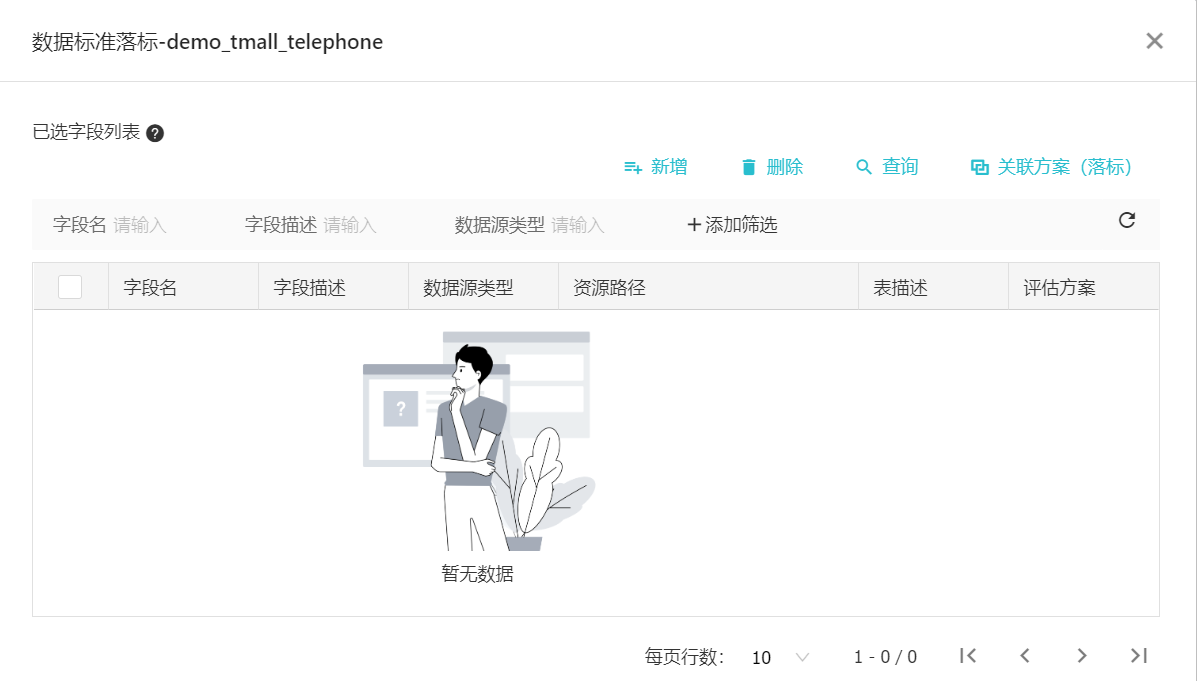 数据标准落标-demo_tmall_telephone
已选字段列表 ?
新增 删除 查询 关联方案（落标）
字段名 请输入 字段描述 请输入 数据源类型 请输入 +添加筛选
字段名 字段描述 数据源类型 资源路径 表描述 评估方案
?
暂无数据
每页行数： 10 1 - 0 / 0